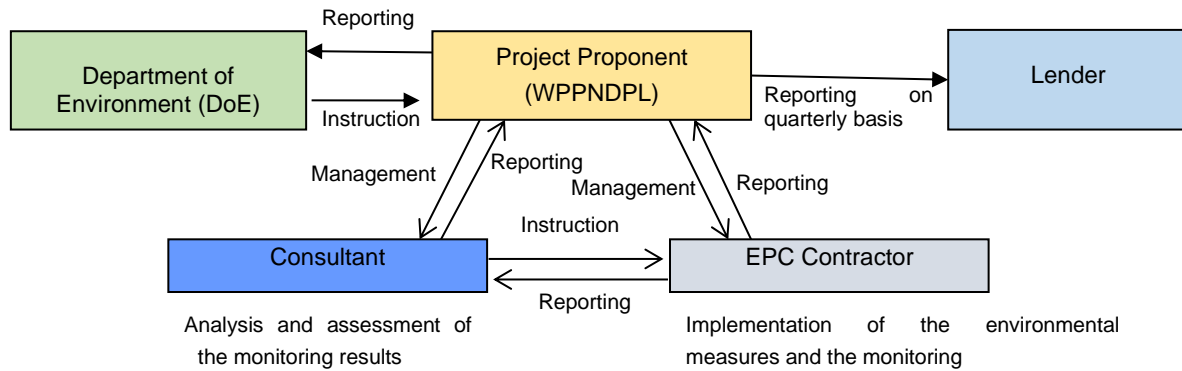 Reporting
Department of
Environment (DoE)
Project Proponent
(WPPNDPL)
Lender
Instruction
Reporting on
quarterly basis
Management
Reporting
Management
Reporting
Instruction
Consultant
EPC Contractor
Reporting
Analysis and assessment of
the monitoring results
Implementation of the environmental
measures and the monitoring